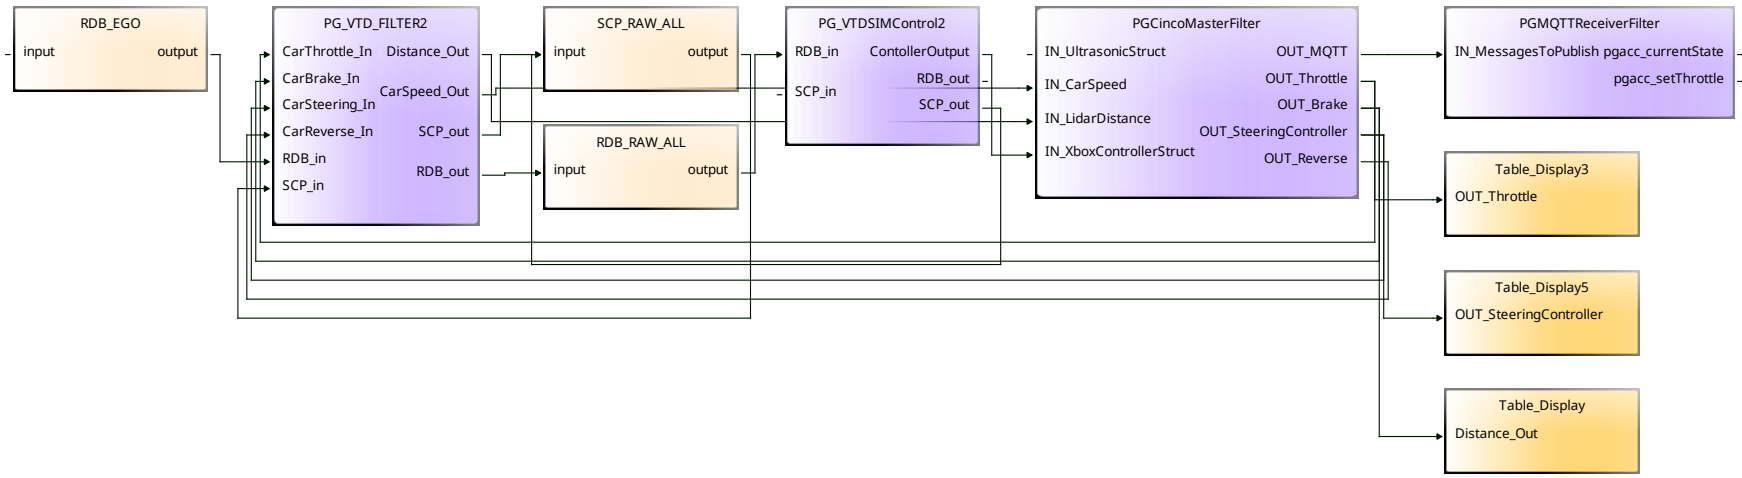 RDB_EGO
input output
PG_VTD_FILTER2
CarThrottle_In Distance_Out
CarBrake_In
CarSpeed_Out
CarSteering_In
CarReverse_In SCP_out
RDB_in
RDB_out
SCP_in
SCP_RAW_ALL
input output
RDB_RAW_ALL
input output
PG_VTDSIMControl2
RDB_in ContollerOutput
RDB_out
SCP_in
SCP_out
PGCincoMasterFilter
IN_UltrasonicStruct OUT_MQTT
OUT_Throttle
IN_CarSpeed
OUT_Brake
IN_LidarDistance
OUT_SteeringController
IN_XboxControllerStruct
OUT_Reverse
PGMQTTReceiverFilter
IN_MessagesToPublish pgacc_currentState
pgacc_setThrottle
Table_Display3
OUT_Throttle
Table_Display5
OUT_SteeringController
Table_Display
Distance_Out